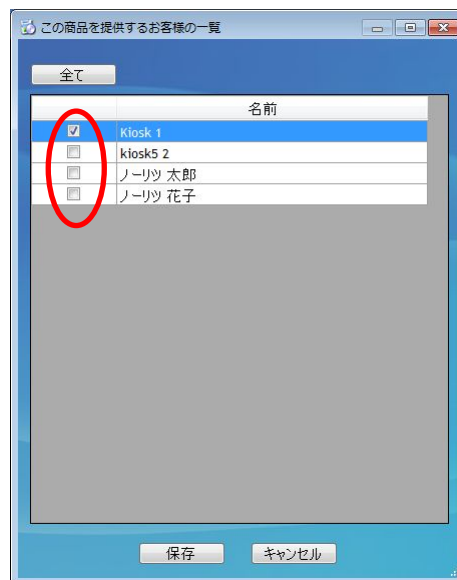 この商品を提供するお客様の一覧
全て
名前
Kiosk 1
kiosk5 2
ノーリツ 太郎
ノーリツ 花子
保存 キャンセル